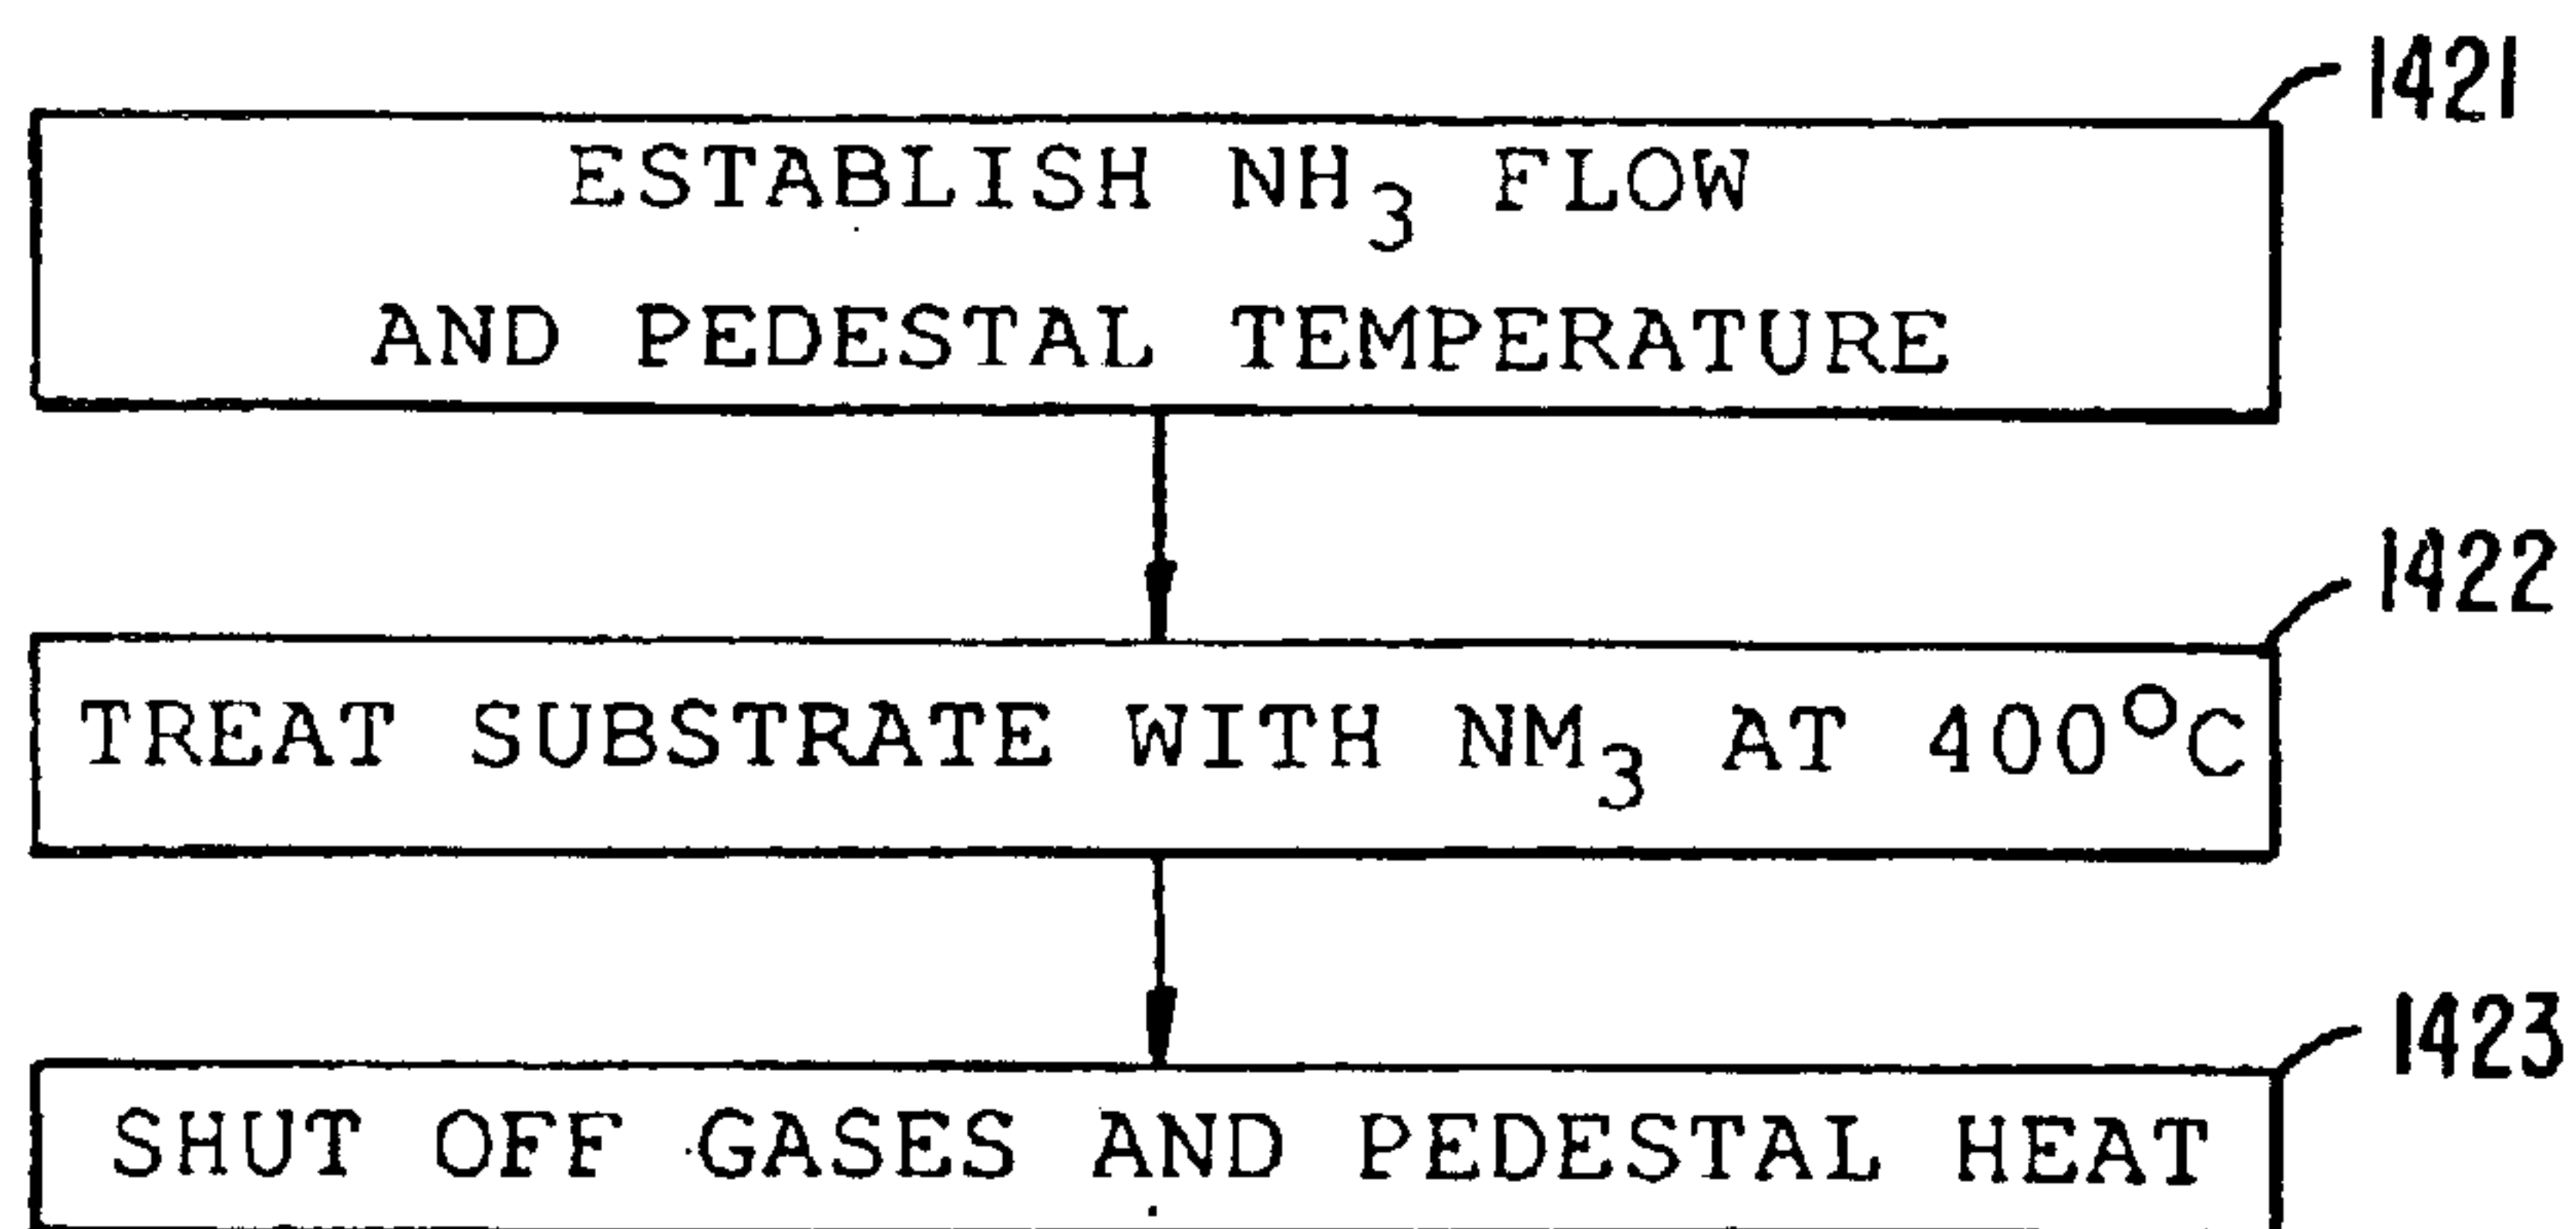 1421
ESTABLISH NH₃ FLOW
AND PEDESTAL TEMPERATURE
1422
TREAT SUBSTRATE WITH NM₃ AT 400°C
1423
SHUT OFF GASES AND PEDESTAL HEAT